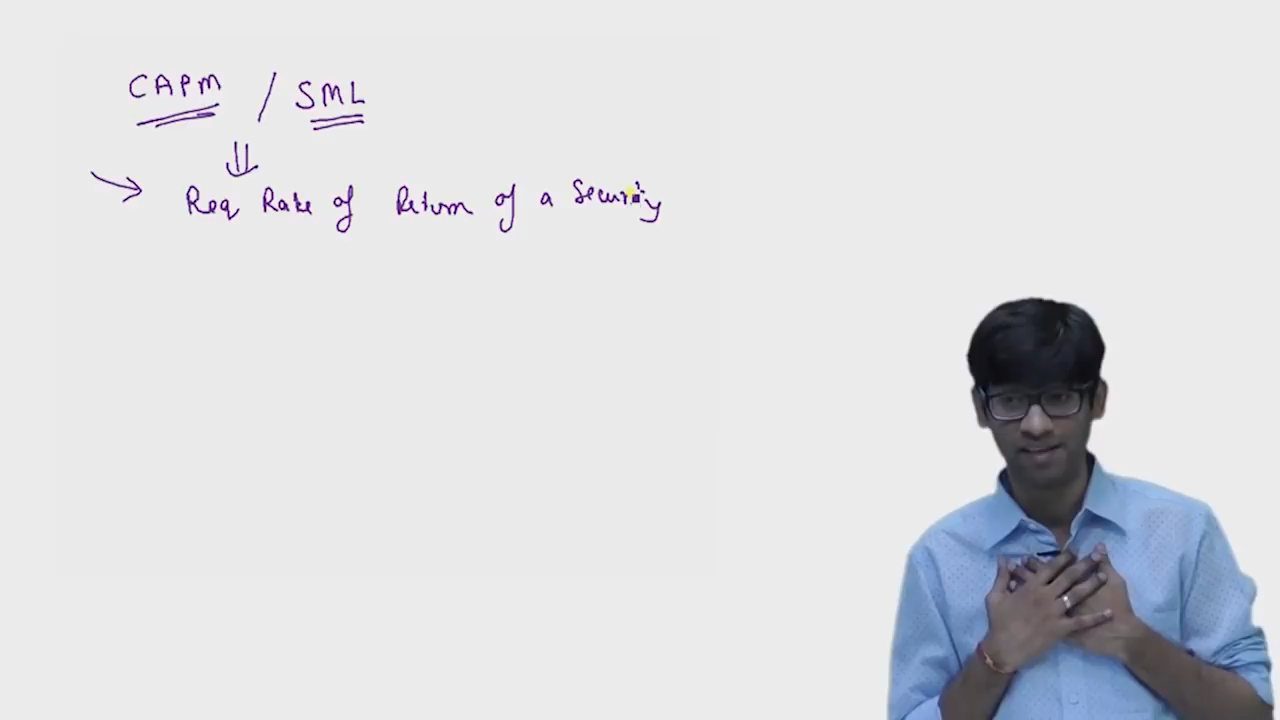 CAPM / SML
Req Rate of Return of a Security